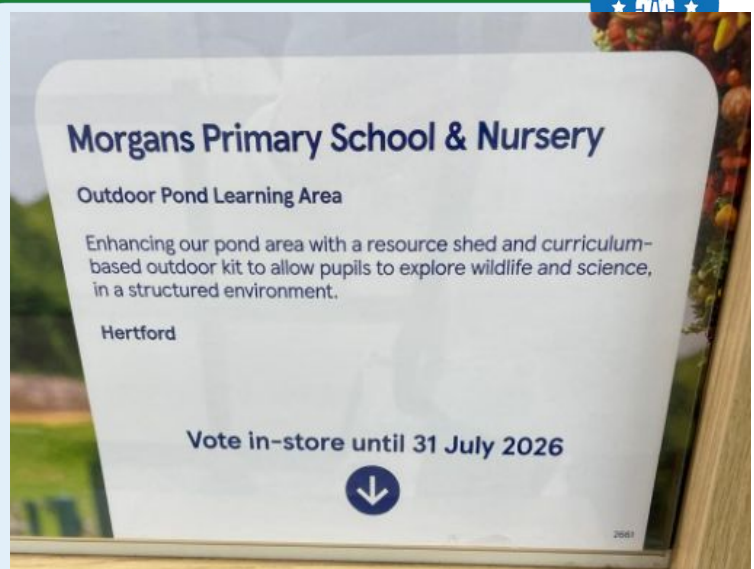 Morgans Primary School & Nursery
Outdoor Pond Learning Area
Enhancing our pond area with a resource shed and curriculum-
based outdoor kit to allow pupils to explore wildlife and science,
in a structured environment.
Hertford
Vote in-store until 31 July 2026
2661